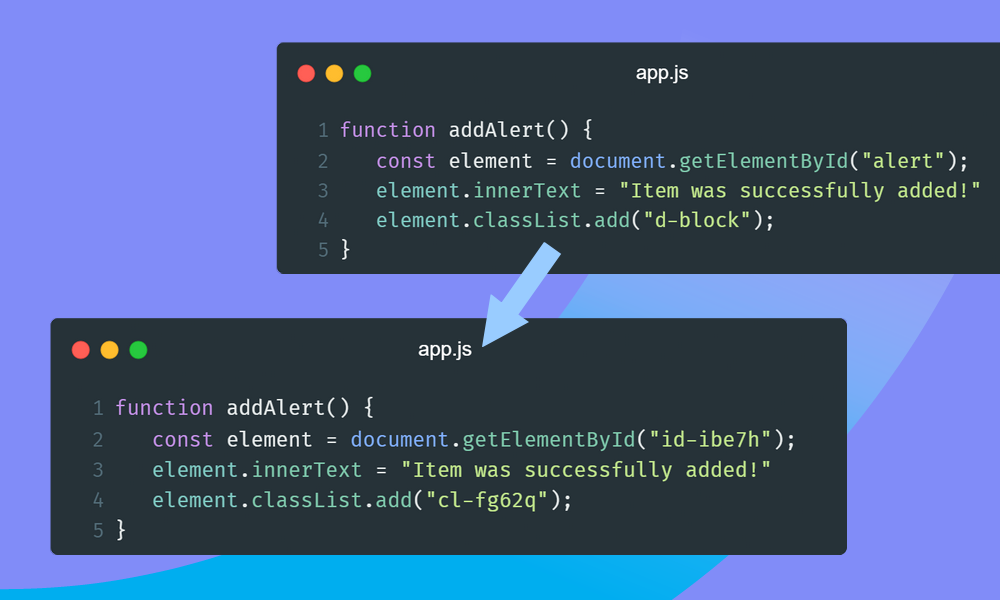 app.js
1 function addAlert() {
2 const element = document.getElementById("alert");
3 element.innerText = "Item was successfully added!"
4 element.classList.add("d-block");
5 }
app.js
1 function addAlert() {
2 const element = document.getElementById("id-ibe7h");
3 element.innerText = "Item was successfully added!"
4 element.classList.add("cl-fg62q");
5 }